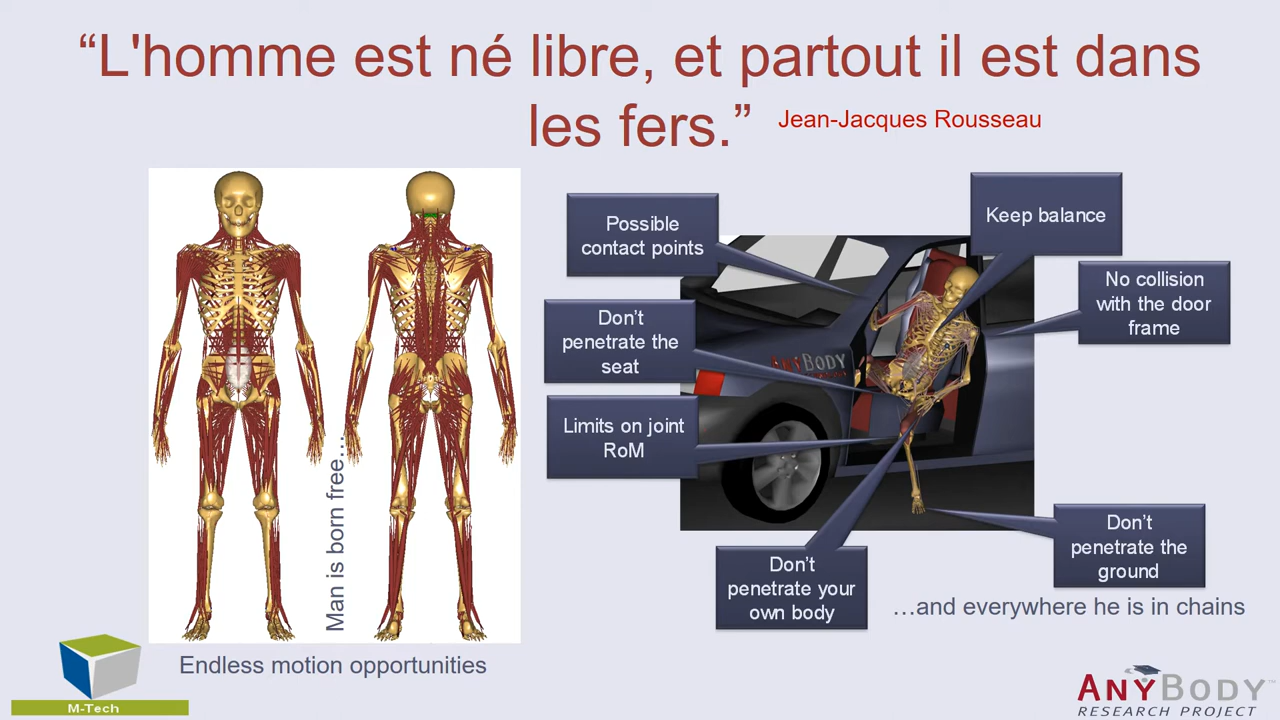 “L'homme est né libre, et partout il est dans
les fers.” Jean-Jacques Rousseau
Possible
contact points
Keep balance
No collision
with the door
frame
Don’t
penetrate the
seat
ANYBODY
Limits on joint
RoM
Man is born free…
Don’t
penetrate the
ground
Don’t
penetrate your
own body
…and everywhere he is in chains
Endless motion opportunities
M-Tech
ANYBODY™
RESEARCH PROJECT